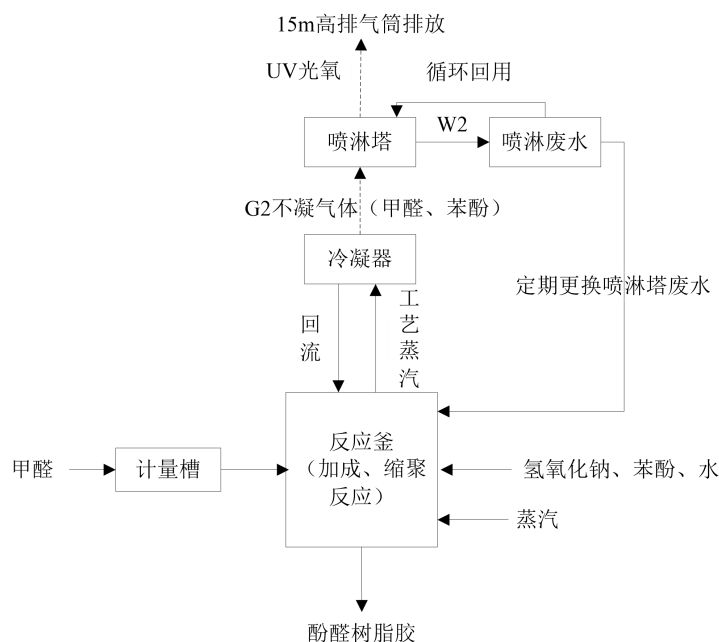 15m高排气筒排放
UV光氧
循环回用
喷淋塔
W2
喷淋废水
G2不凝气体（甲醛、苯酚）
冷凝器
定期更换喷淋塔废水
回流
工艺蒸汽
反应釜
（加成、缩聚
反应）
甲醛
计量槽
氢氧化钠、苯酚、水
蒸汽
酚醛树脂胶